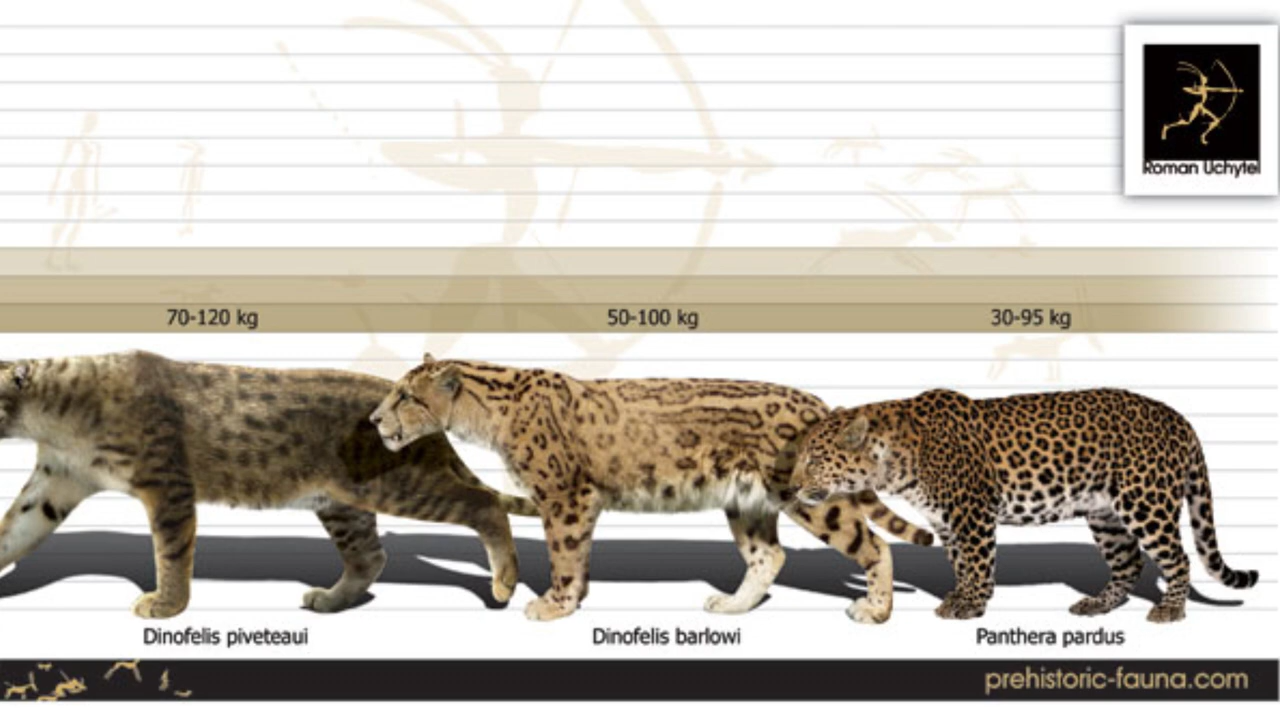 Roman Uchytel
70-120 kg
50-100 kg
30-95 kg
Dinofelis piveteaui
Dinofelis barlowi
Panthera pardus
prehistoric-fauna.com